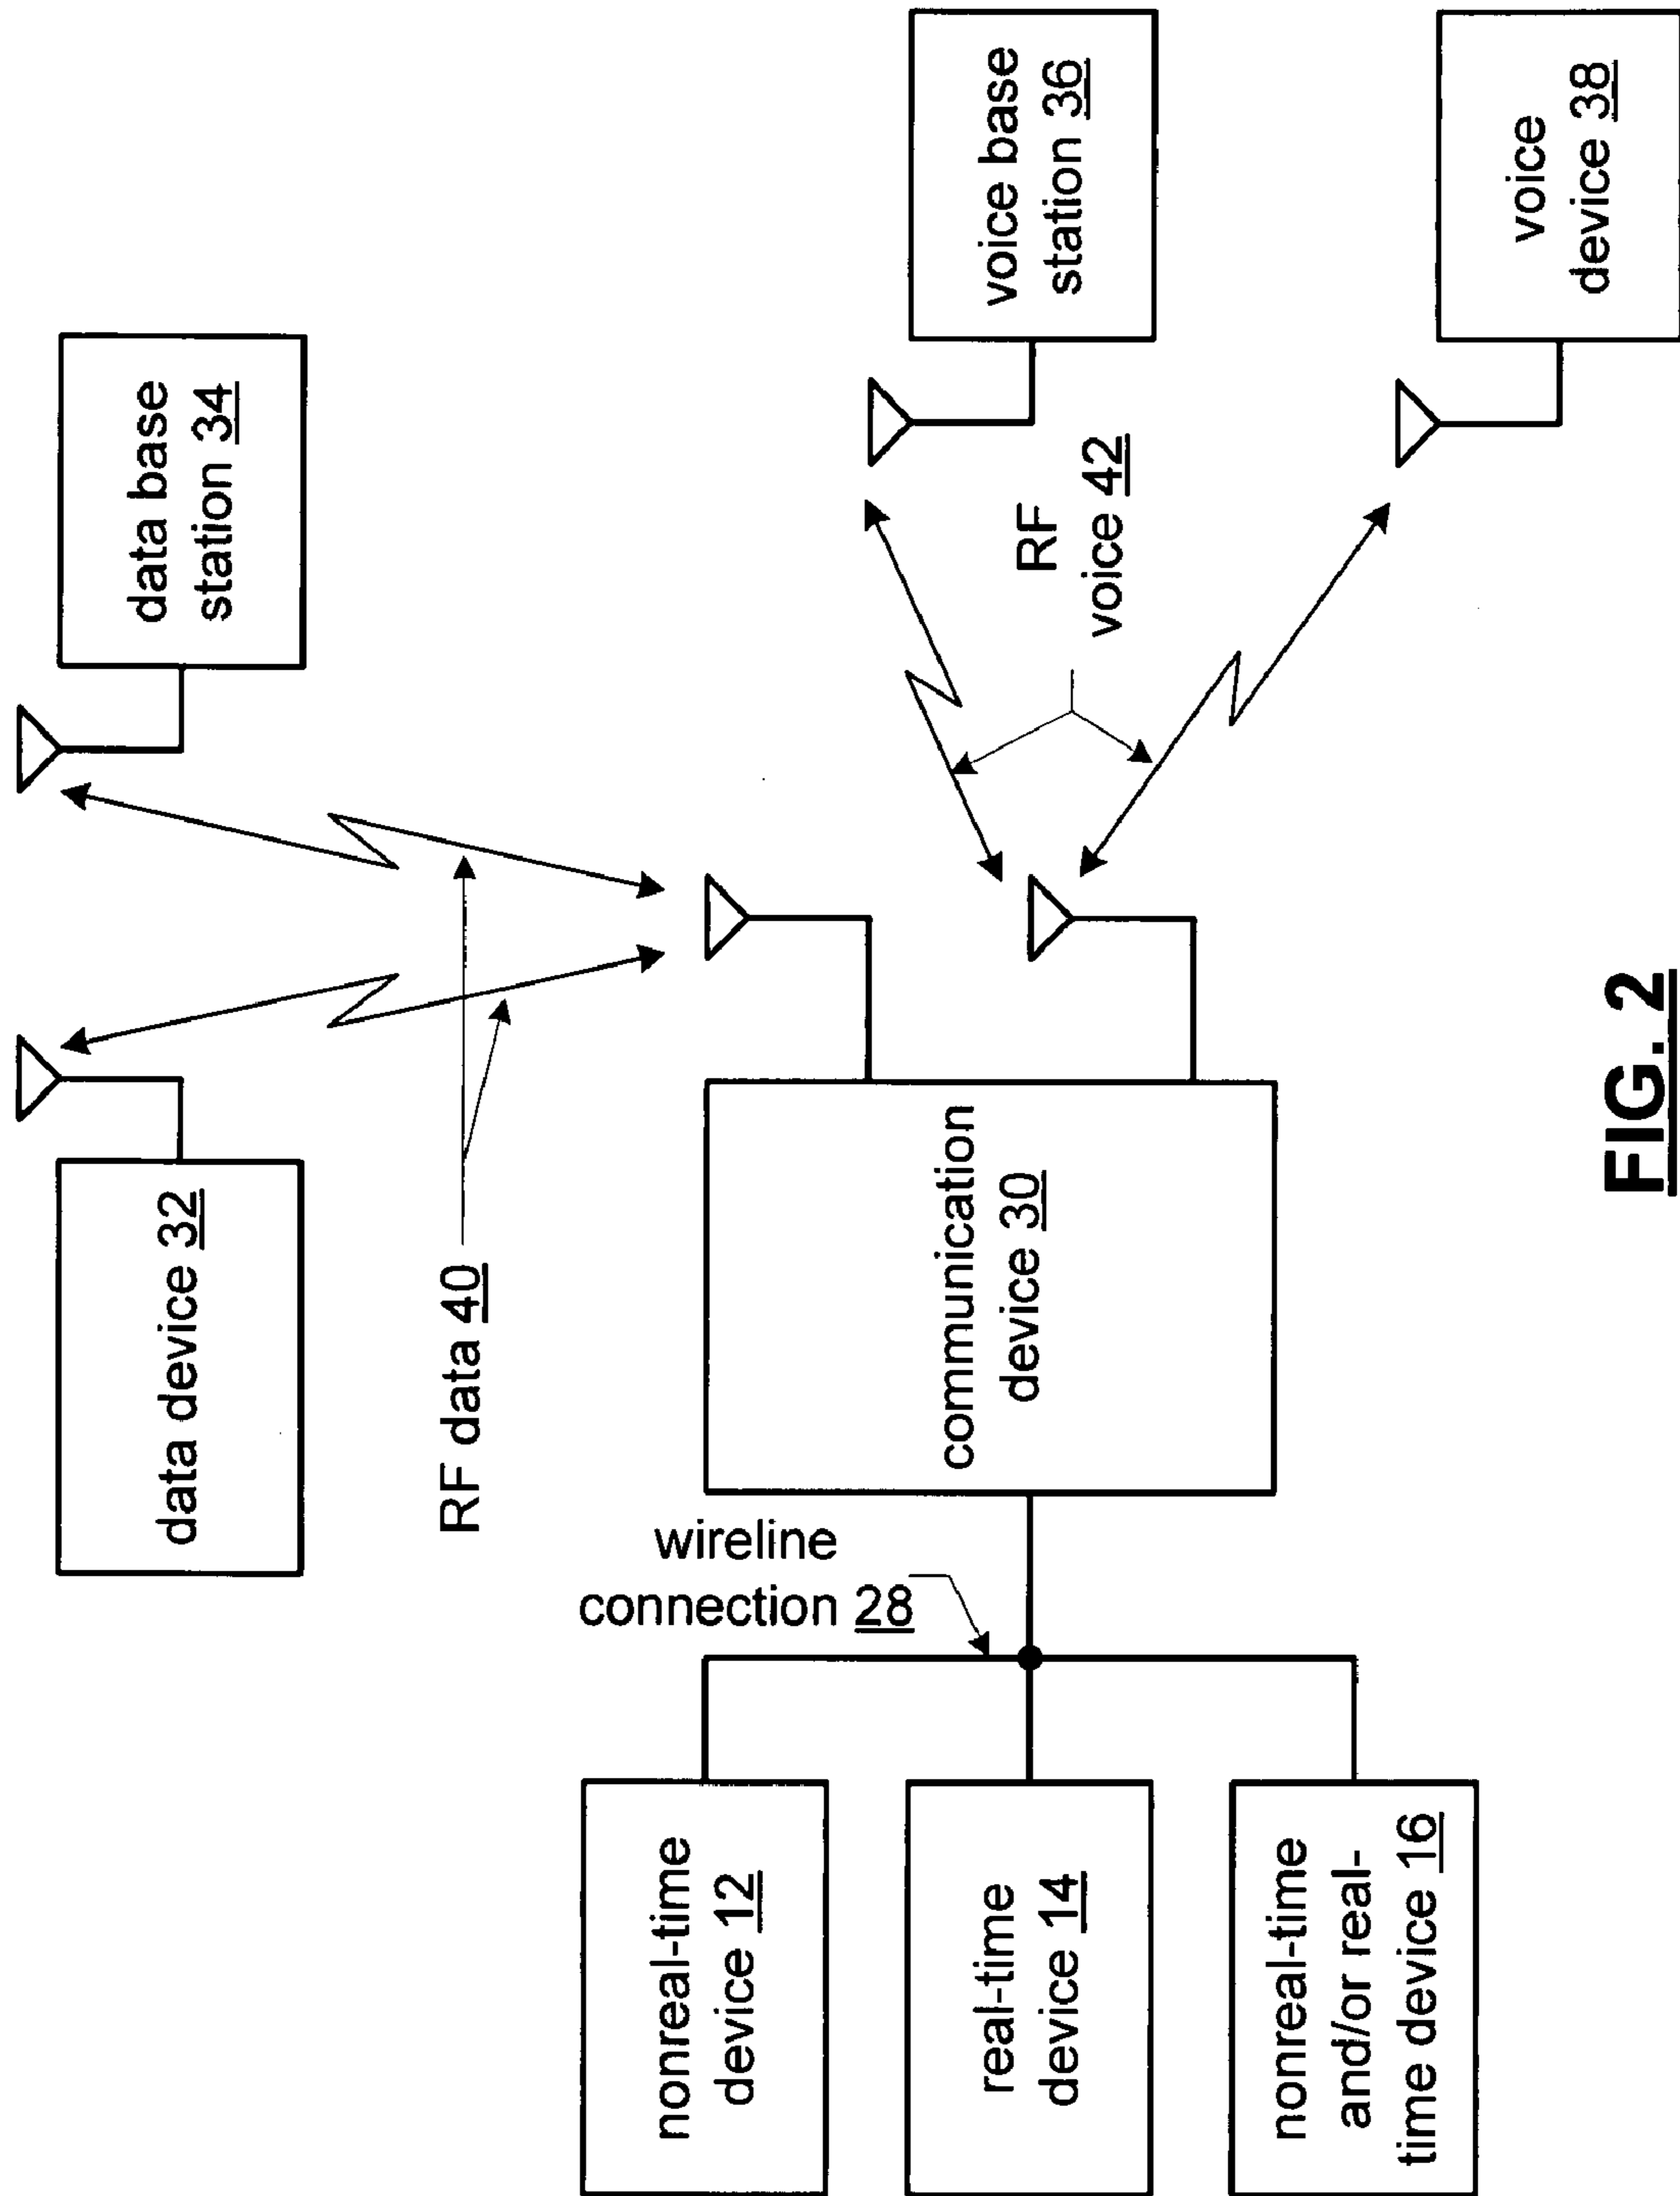 data device 32
data base
station 34
RF data 40
wireline
connection 28
nonreal-time
device 12
real-time
device 14
nonreal-time
and/or real-
time device 16
communication
device 30
RF
voice 42
voice base
station 36
voice
device 38
FIG. 2